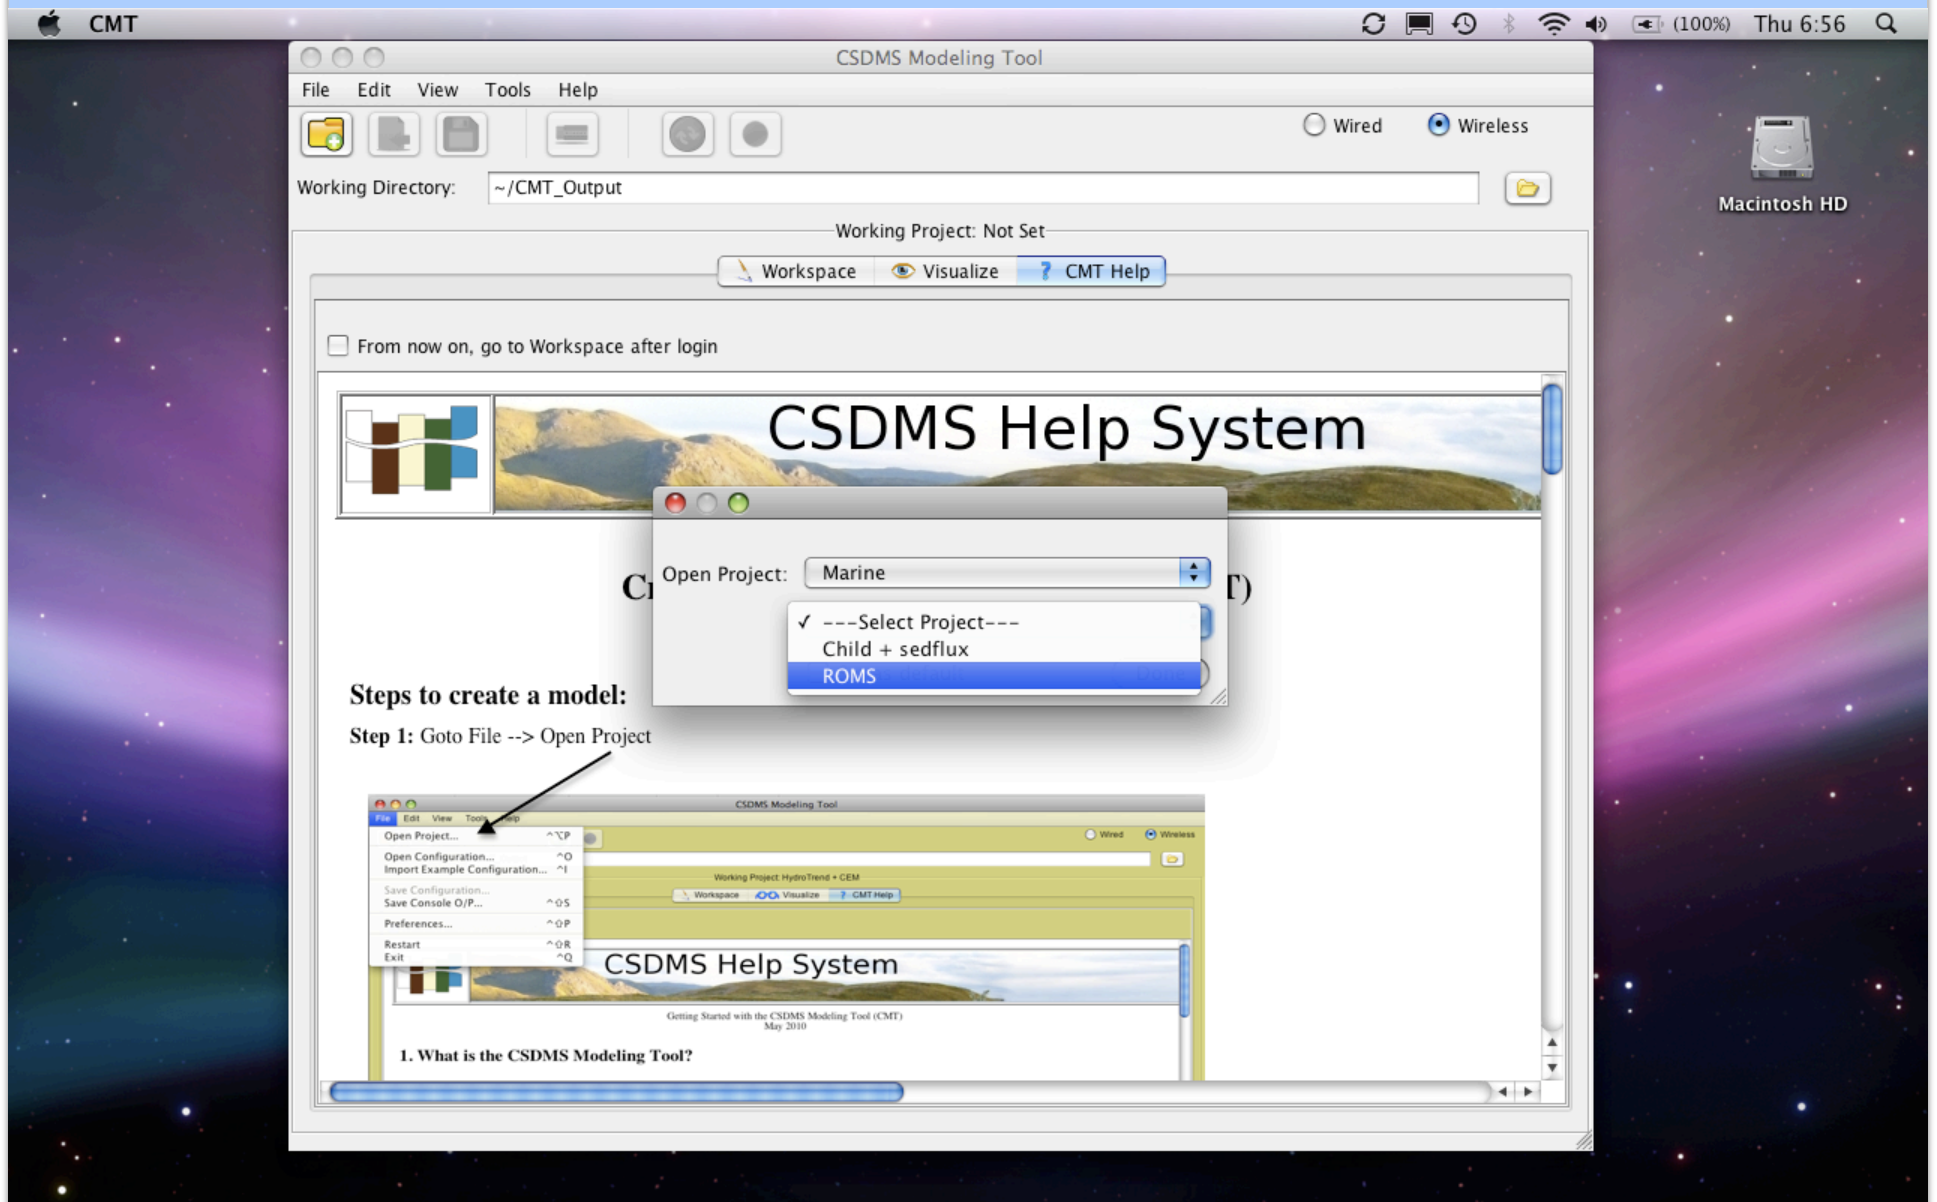 CMT (100%) Thu 6:56
CSDMS Modeling Tool
File Edit View Tools Help
Wired Wireless
Working Directory: ~/CMT_Output
Macintosh HD
Working Project: Not Set
Workspace Visualize ? CMT Help
From now on, go to Workspace after login
CSDMS Help System
T)
Open Project: Marine
✓ ---Select Project---
Child + sedflux
ROMS
Steps to create a model:
Step 1: Goto File --> Open Project
CSDMS Modeling Tool
File Edit View Tools Help
Open Project... ^⌥P
Wired Wireless
Open Configuration... ^O
Import Example Configuration... ^I
Working Project: HydroTrend + CEM
Save Configuration...
Workspace Visualize ? CMT Help
Save Console O/P... ^⇧S
Preferences... ^⇧P
Restart ^⇧R
Exit ^Q
CSDMS Help System
Getting Started with the CSDMS Modeling Tool (CMT)
May 2010
1. What is the CSDMS Modeling Tool?